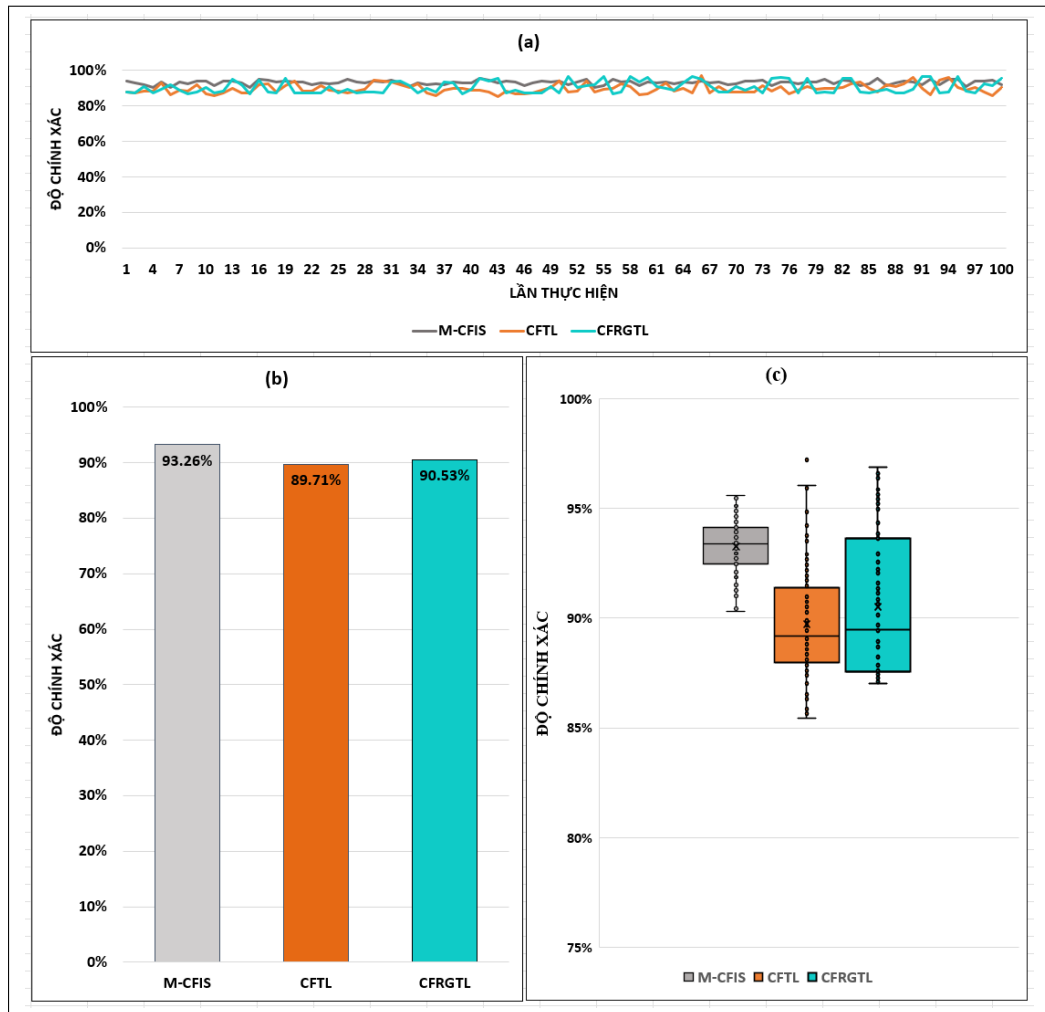 (a)
ĐỘ CHÍNH XÁC
100%
80%
60%
40%
20%
0%
1 4 7 10 13 16 19 22 25 28 31 34 37 40 43 46 49 52 55 58 61 64 67 70 73 76 79 82 85 88 91 94 97 100
LẦN THỰC HIỆN
M-CFIS CFTL CFRGTL
(b)
ĐỘ CHÍNH XÁC
100%
90%
80%
70%
60%
50%
40%
30%
20%
10%
0%
93.26% 89.71% 90.53%
M-CFIS CFTL CFRGTL
(c)
ĐỘ CHÍNH XÁC
100%
95%
90%
85%
80%
75%
M-CFIS CFTL CFRGTL